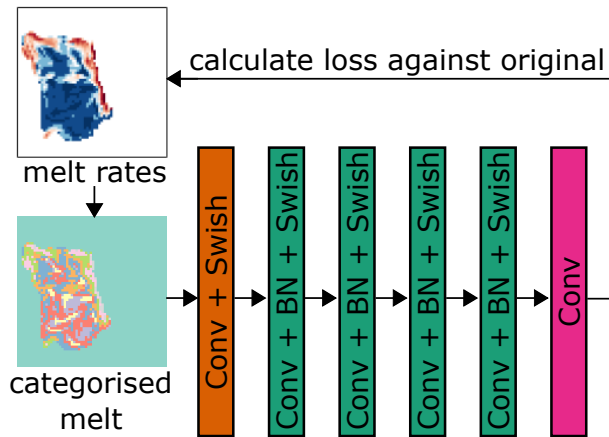 calculate loss against original
melt rates
categorised
melt
Conv + Swish
Conv + BN + Swish
Conv + BN + Swish
Conv + BN + Swish
Conv + BN + Swish
Conv